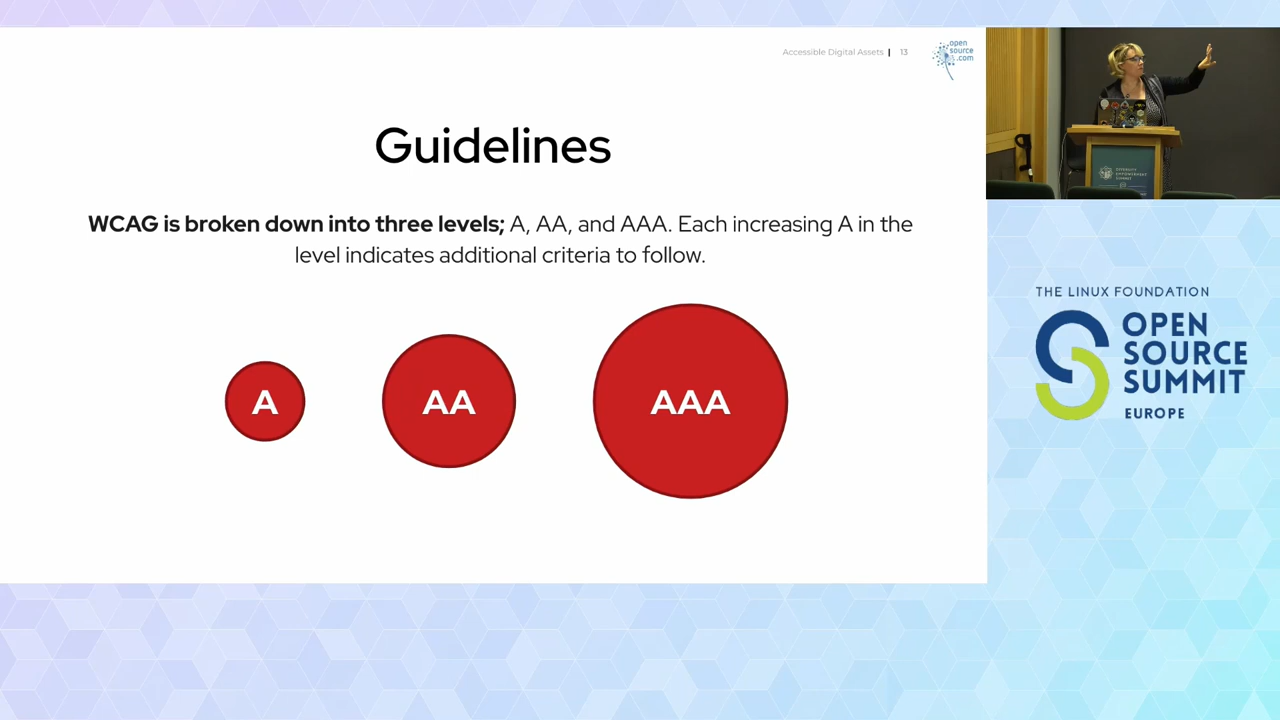 Accessible Digital Assets | 13
open
source
.com
Guidelines
WCAG is broken down into three levels; A, AA, and AAA. Each increasing A in the
level indicates additional criteria to follow.
A
AA
AAA
THE LINUX FOUNDATION
OPEN
SOURCE
SUMMIT
EUROPE